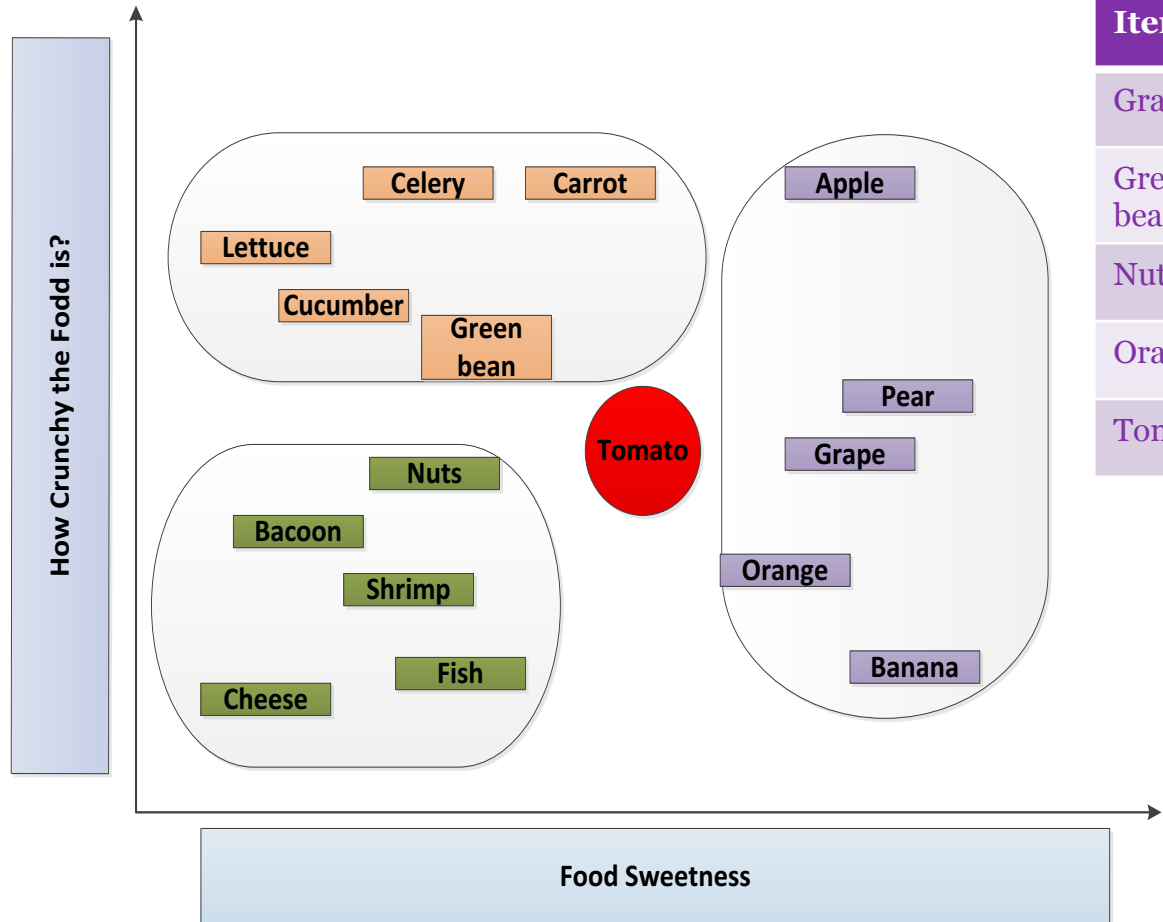 How Crunchy the Fodd is?
Celery
Carrot
Apple
Lettuce
Cucumber
Green
bean
Pear
Tomato
Grape
Nuts
Bacoon
Shrimp
Orange
Fish
Banana
Cheese
Food Sweetness